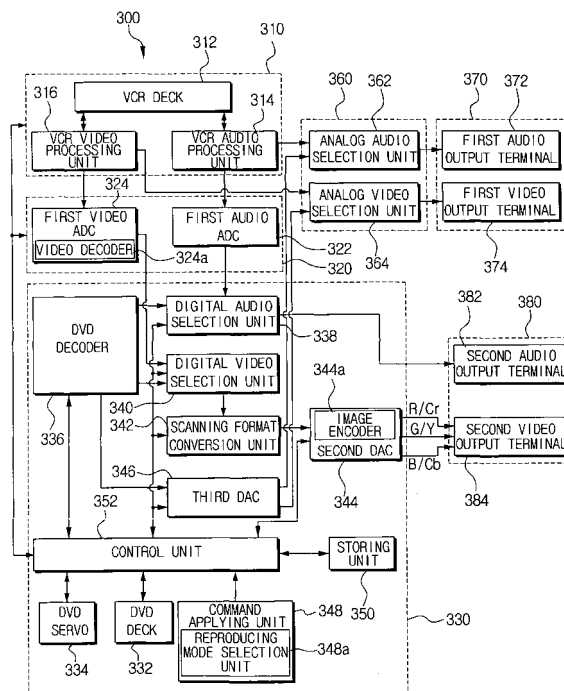 300
312
310
VCR DECK
316
314
VCR VIDEO
PROCESSING
UNIT
VCR AUDIO
PROCESSING
UNIT
360
362
370
372
ANALOG AUDIO
SELECTION UNIT
FIRST AUDIO
OUTPUT TERMINAL
324
FIRST VIDEO
ADC
VIDEO DECODER
324a
FIRST AUDIO
ADC
322
320
ANALOG VIDEO
SELECTION UNIT
364
FIRST VIDEO
OUTPUT TERMINAL
374
DVD
DECODER
336
DIGITAL AUDIO
SELECTION UNIT
338
382
380
SECOND AUDIO
OUTPUT TERMINAL
DIGITAL VIDEO
SELECTION UNIT
340
342
SCANNING FORMAT
CONVERSION UNIT
344a
IMAGE
ENCODER
SECOND DAC
344
R/Cr
G/Y
B/Cb
SECOND VIDEO
OUTPUT TERMINAL
384
346
THIRD DAC
352
CONTROL UNIT
STORING
UNIT
350
DVD
SERVO
334
DVD
DECK
332
COMMAND
APPLYING UNIT
REPRODUCING
MODE SELECTION
UNIT
348
348a
330